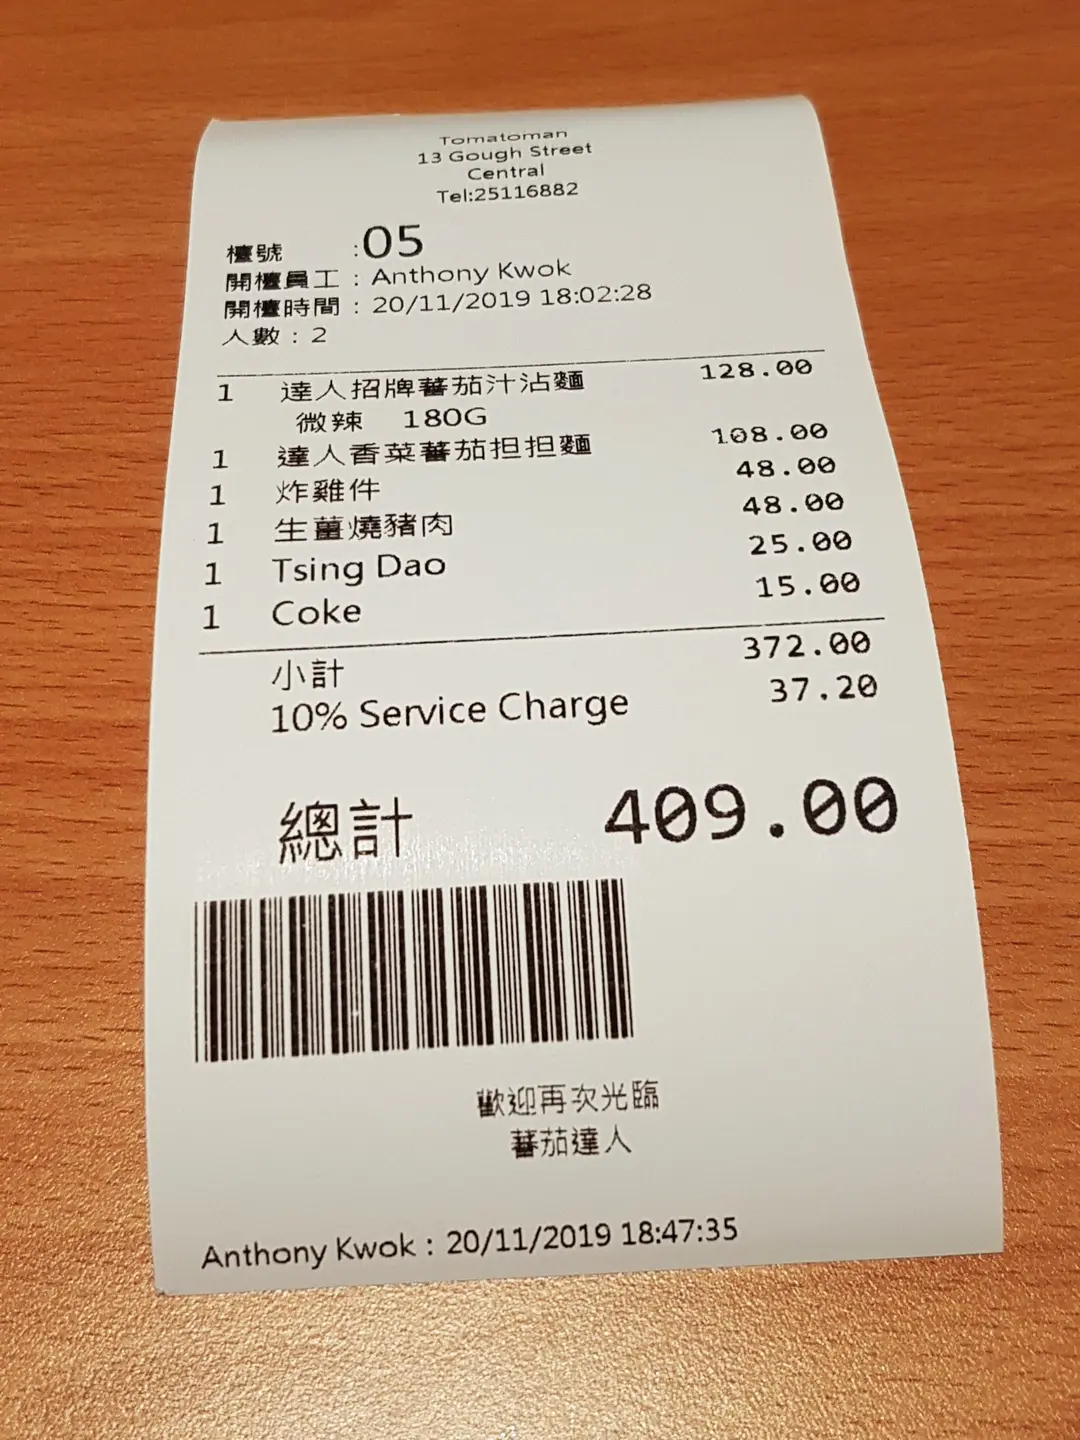 Tomatoman
13 Gough Street
Central
Tel:25116882
檯號 :05
開檯員工 : Anthony Kwok
開檯時間 : 20/11/2019 18:02:28
人數 : 2
1 達人招牌蕃茄汁沾麵 128.00
微辣 180G
1 達人香菜蕃茄担担麵 108.00
1 炸雞件 48.00
1 生薑燒豬肉 48.00
1 Tsing Dao 25.00
1 Coke 15.00
小計 372.00
10% Service Charge 37.20
總計 409.00
歡迎再次光臨
蕃茄達人
Anthony Kwok : 20/11/2019 18:47:35